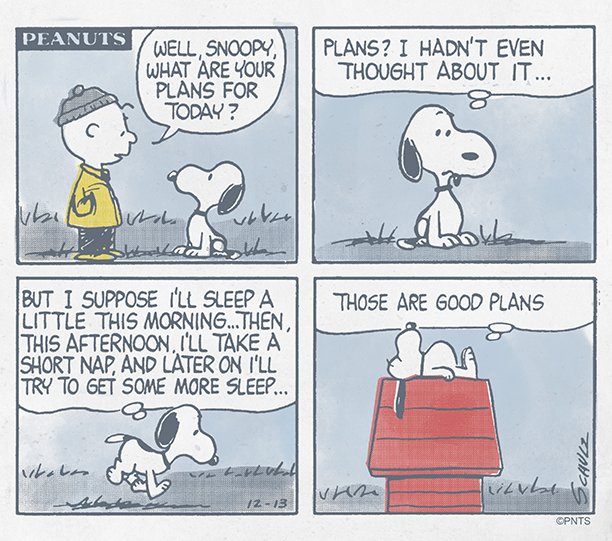 PEANUTS
WELL, SNOOPY,
WHAT ARE YOUR
PLANS FOR
TODAY?
PLANS? I HADN'T EVEN
THOUGHT ABOUT IT...
BUT I SUPPOSE I'LL SLEEP A
LITTLE THIS MORNING...THEN,
THIS AFTERNOON, I'LL TAKE A
SHORT NAP, AND LATER ON I'LL
TRY TO GET SOME MORE SLEEP...
12-13
THOSE ARE GOOD PLANS
SCHULZ
©PNTS